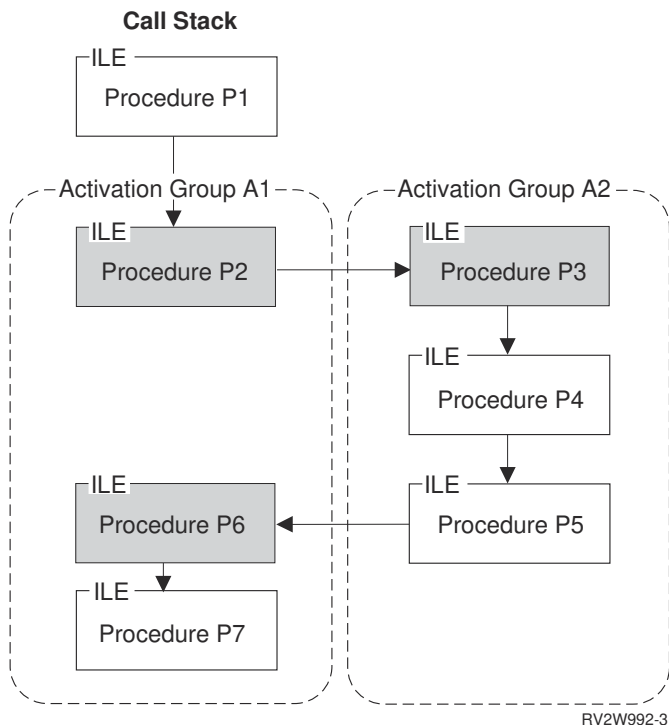 Call Stack
ILE
Procedure P1
Activation Group A1
Activation Group A2
ILE
Procedure P2
ILE
Procedure P3
ILE
Procedure P4
ILE
Procedure P6
ILE
Procedure P5
ILE
Procedure P7
RV2W992-3